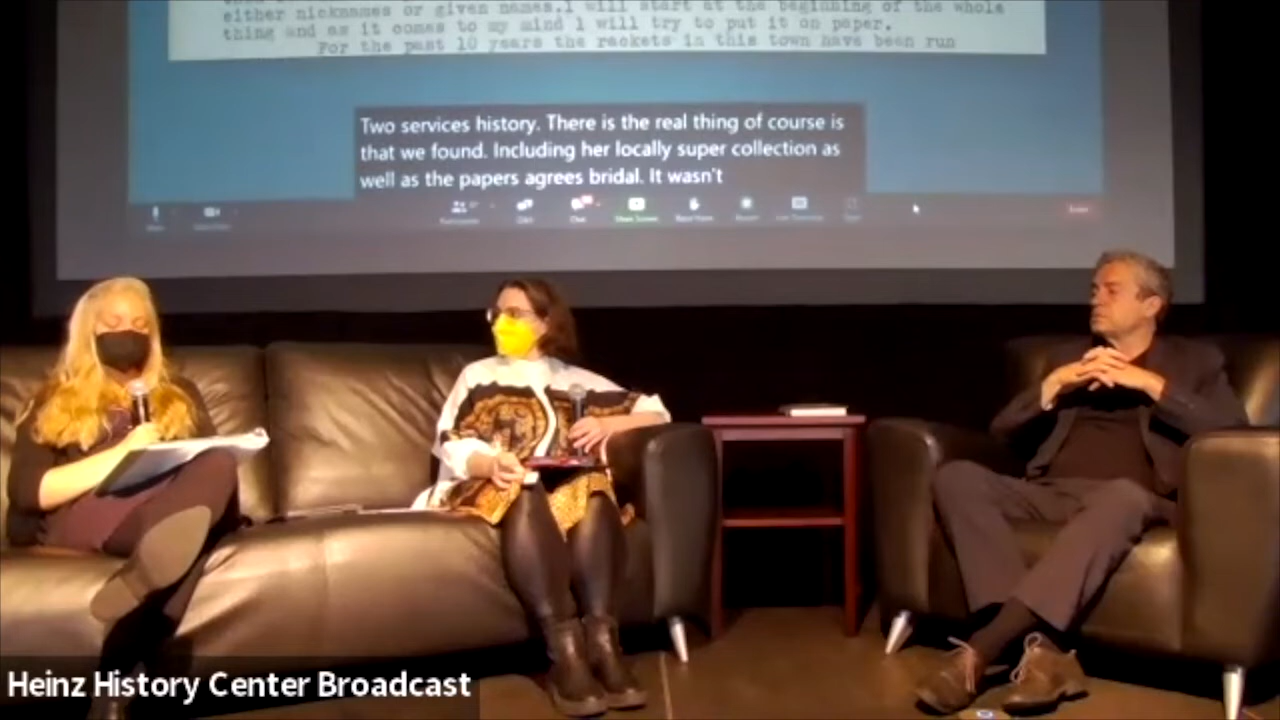 either nicknames or given names.I will start at the beginning of the whole
thing and as it comes to my mind I will try to put it on paper.
For the past 10 years the rackets in this town have been run
Two services history. There is the real thing of course is
that we found. Including her locally super collection as
well as the papers agrees bridal. It wasn't
Heinz History Center Broadcast